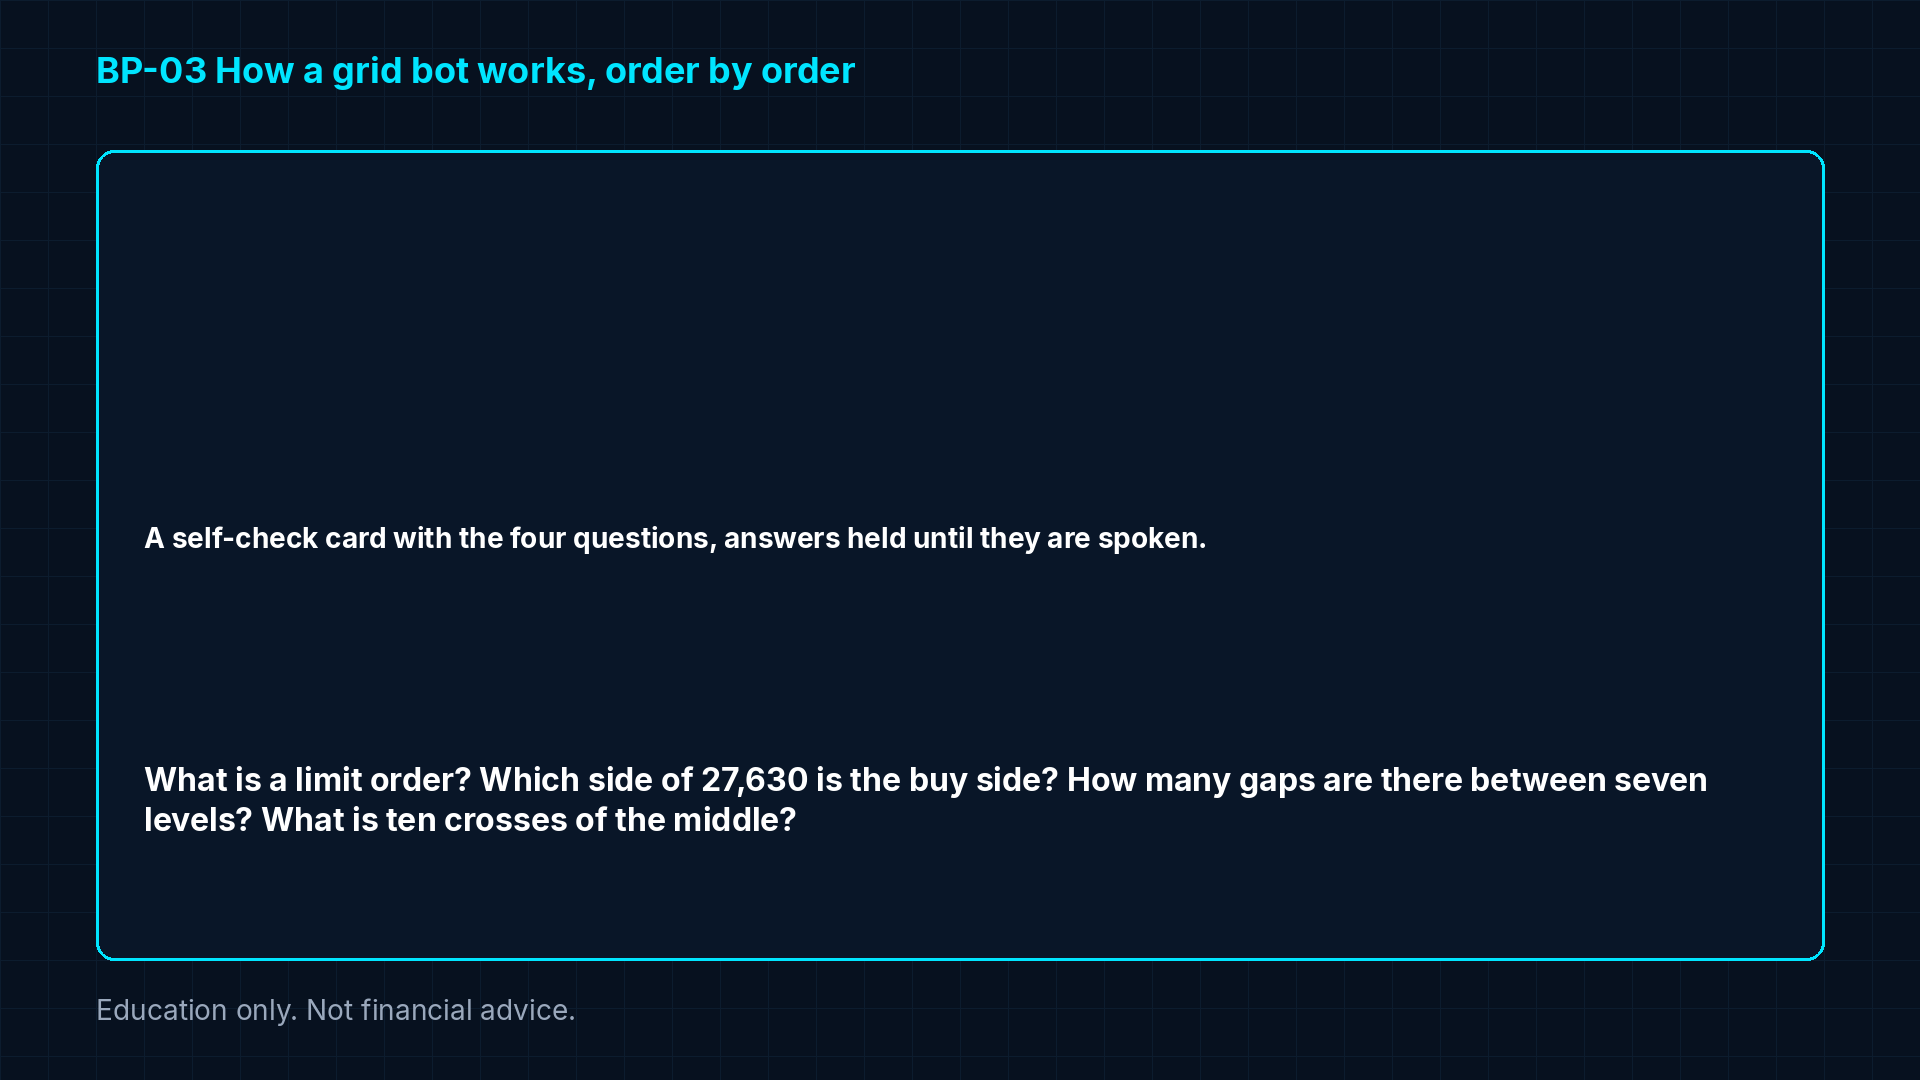 BP-03 How a grid bot works, order by order
A self-check card with the four questions, answers held until they are spoken.
What is a limit order? Which side of 27,630 is the buy side? How many gaps are there between seven
levels? What is ten crosses of the middle?
Education only. Not financial advice.